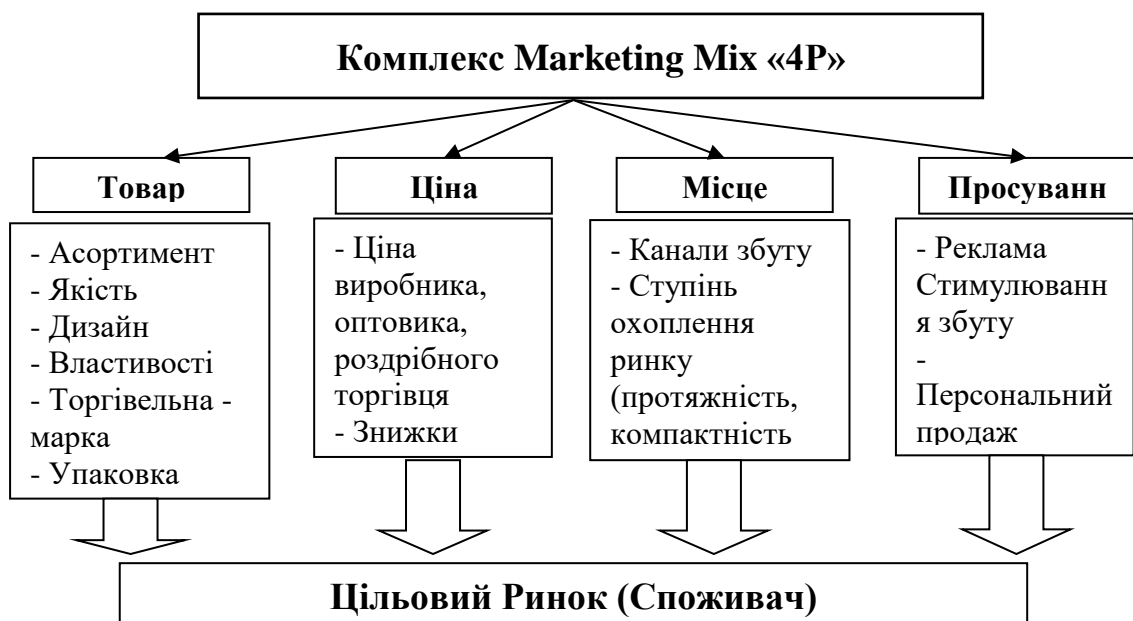 Комплекс Marketing Mix «4P»
Товар
- Асортимент
- Якість
- Дизайн
- Властивості
- Торгівельна -
марка
- Упаковка
Ціна
- Ціна
виробника,
оптовика,
роздрібного
торгівця
- Знижки
Місце
- Канали збуту
- Ступінь
охоплення
ринку
(протяжність,
компактність
Просуванн
- Реклама
Стимулюванн
я збуту
-
Персональний
продаж
Цільовий Ринок (Споживач)